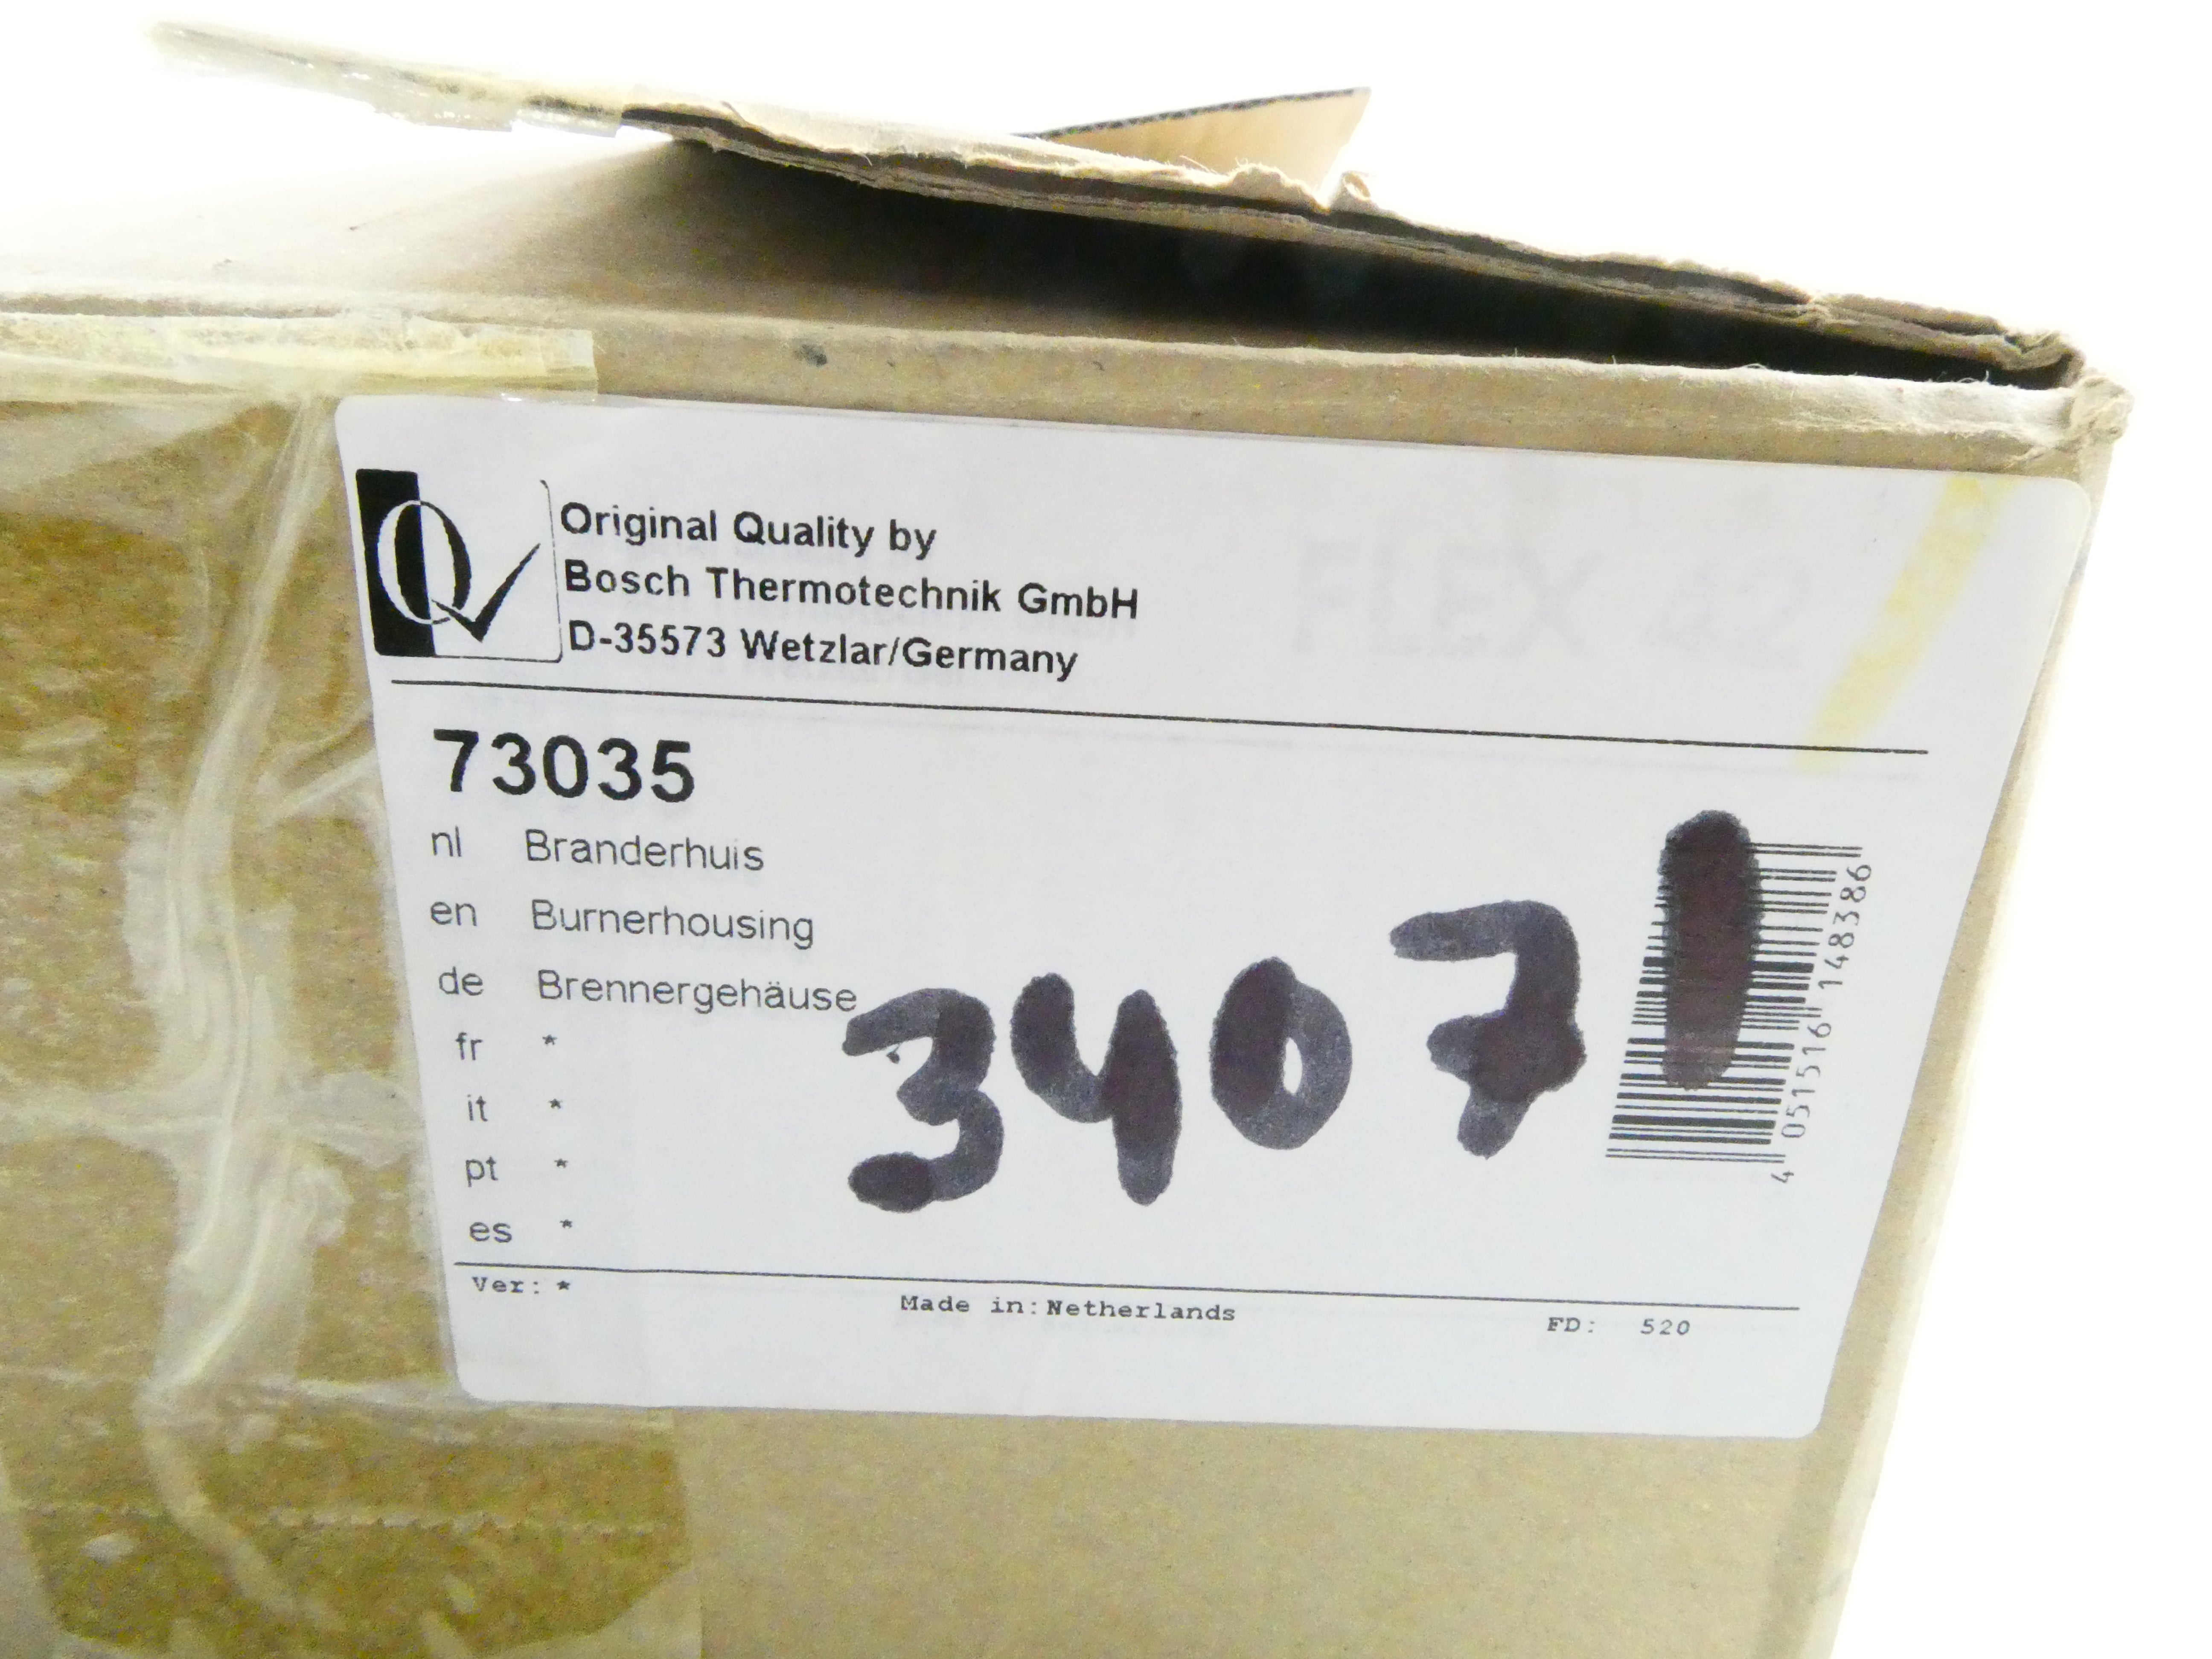 Q
Original Quality by
Bosch Thermotechnik GmbH
D-35573 Wetzlar/Germany
73035
nl Branderhuis
en Burnerhousing
de Brennergehäuse
fr *
it *
pt *
es *
34071
4 051516 148386
Ver: *
Made in: Netherlands
FD: 520